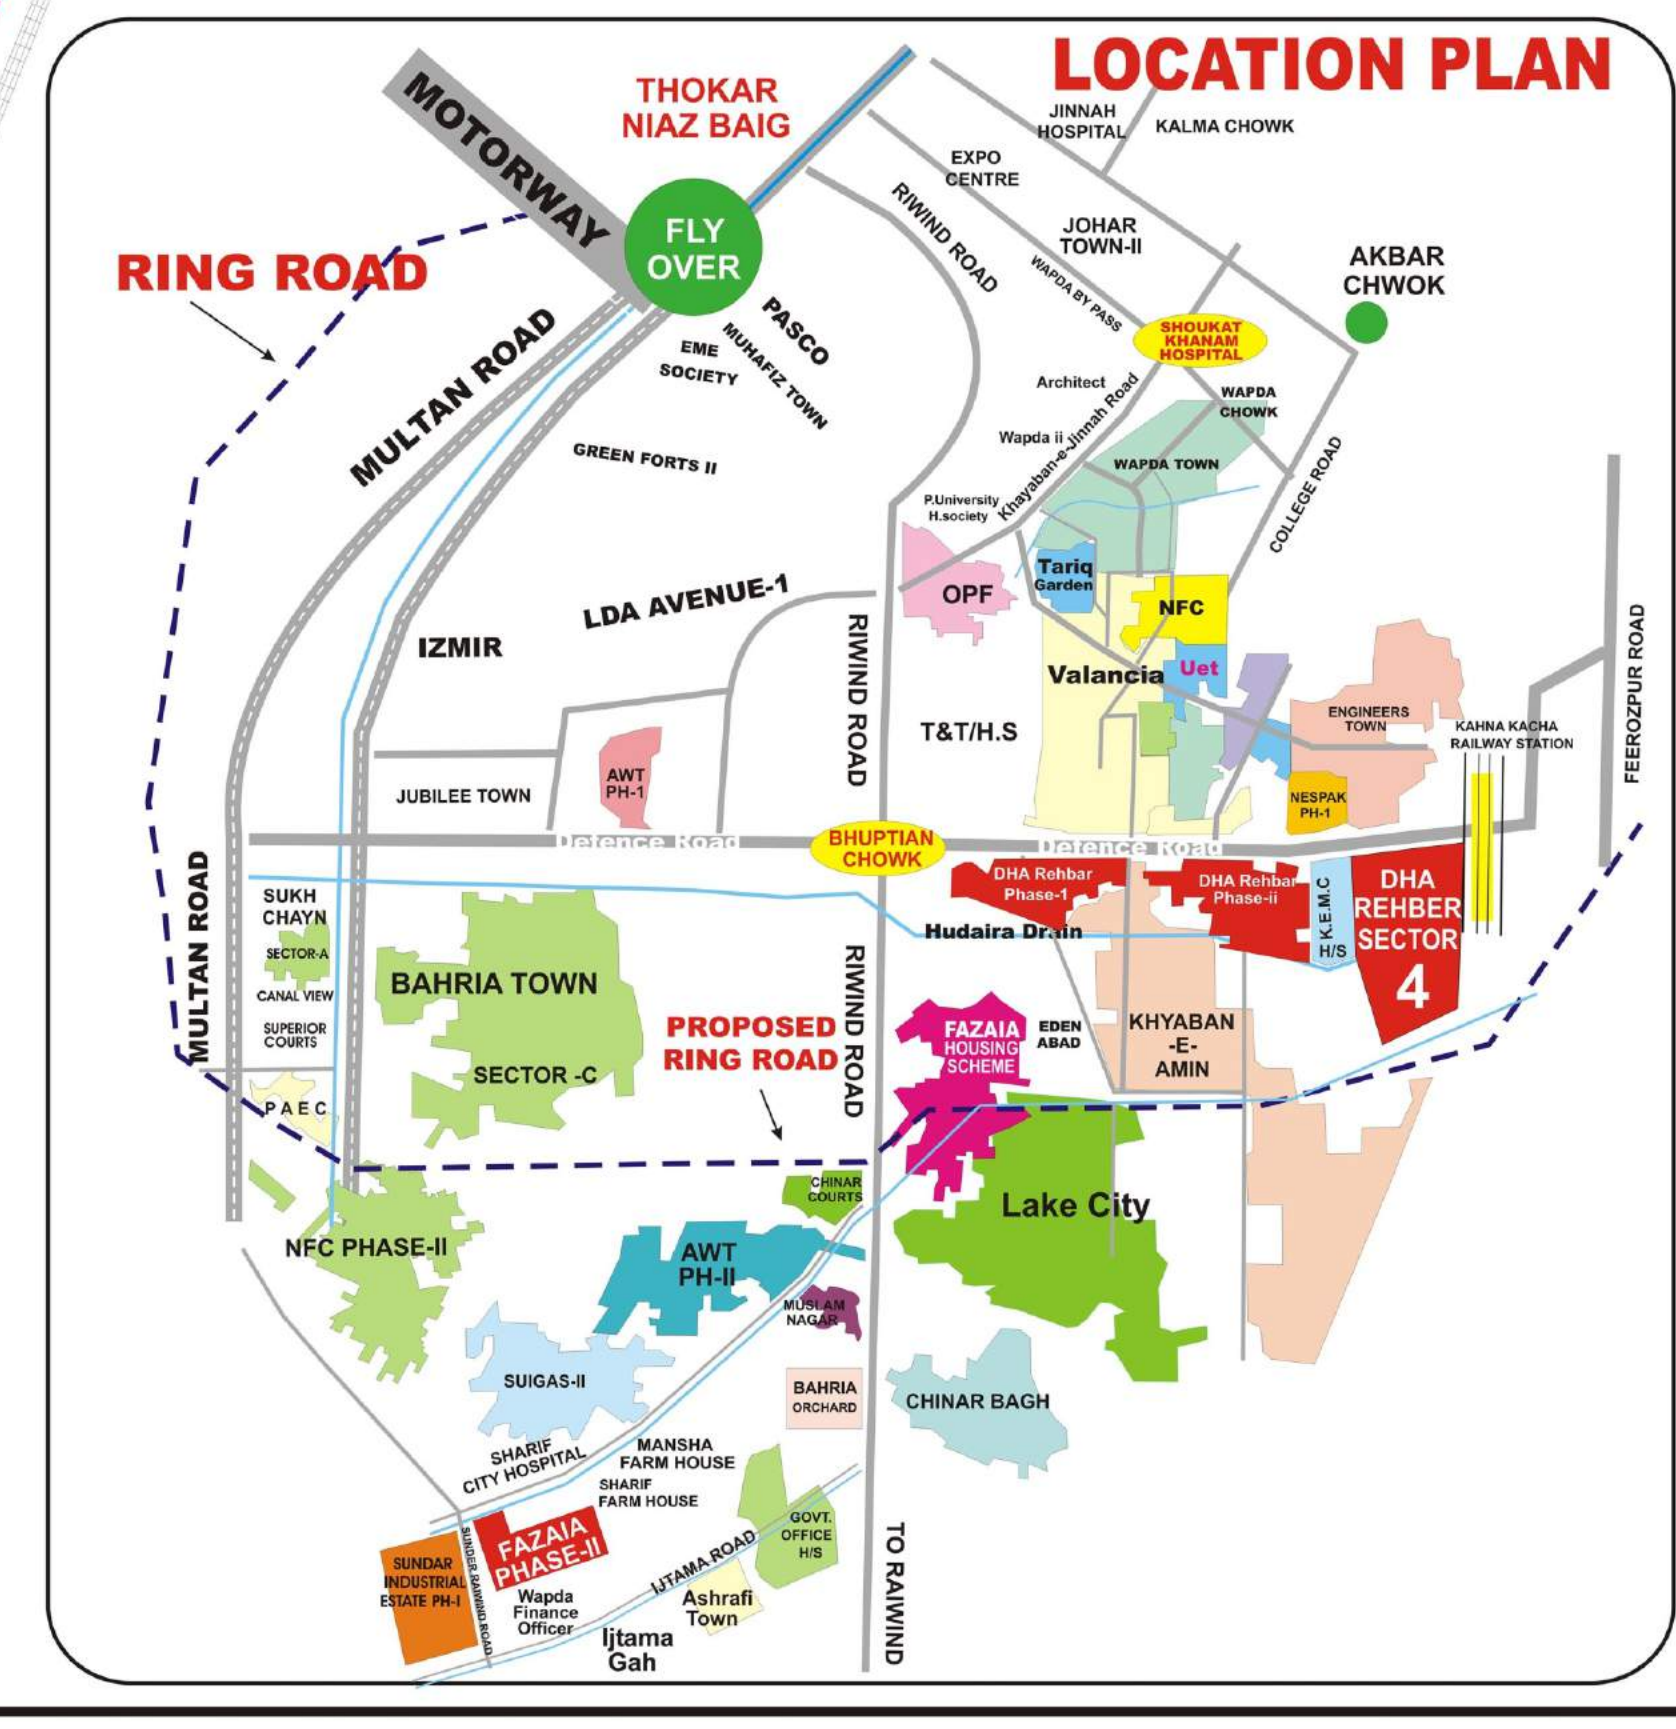 LOCATION PLAN
MOTORWAY
THOKAR
NIAZ BAIG
JINNAH
HOSPITAL
KALMA CHOWK
EXPO
CENTRE
RIWIND ROAD
JOHAR
TOWN-II
FLY
OVER
RING ROAD
AKBAR
CHWOK
WAPDA BY PASS
PASCO
MUHAFIZ TOWN
EME
SOCIETY
SHOUKAT
KHANAM
HOSPITAL
MULTAN ROAD
Architect
WAPDA
CHOWK
Khayaban-e-Jinnah Road
Wapda ii
GREEN FORTS II
WAPDA TOWN
COLLEGE ROAD
P.University
H.society
LDA AVENUE-1
OPF
Tariq
Garden
NFC
IZMIR
RIWIND ROAD
Valancia
Uet
FEEROZPUR ROAD
T&T/H.S
ENGINEERS
TOWN
KAHNA KACHA
RAILWAY STATION
AWT
PH-1
JUBILEE TOWN
NESPAK
PH-1
Defence Road
BHUPTIAN
CHOWK
Defence Road
MULTAN ROAD
SUKH
CHAYN
SECTOR-A
CANAL VIEW
SUPERIOR
COURTS
DHA Rehbar
Phase-1
DHA Rehbar
Phase-ii
K.E.M.C
H/S
DHA
REHBER
SECTOR
4
Hudaira Drain
BAHRIA TOWN
SECTOR -C
PROPOSED
RING ROAD
RIWIND ROAD
FAZAIA
HOUSING
SCHEME
EDEN
ABAD
KHYABAN
-E-
AMIN
P A E C
CHINAR
COURTS
Lake City
NFC PHASE-II
AWT
PH-II
MUSLAM
NAGAR
SUIGAS-II
BAHRIA
ORCHARD
CHINAR BAGH
SHARIF
CITY HOSPITAL
MANSHA
FARM HOUSE
SHARIF
FARM HOUSE
GOVT.
OFFICE
H/S
FAZAIA
PHASE-II
SUNDAR
INDUSTRIAL
ESTATE PH-I
SUNDER RAIWIND ROAD
IJTAMA ROAD
Wapda
Finance
Officer
Ashrafi
Town
Ijtama
Gah
TO RAIWIND